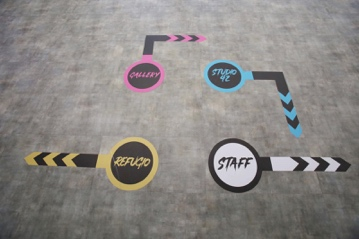 GALLERY
STUDIO
42
REFUGIO
STAFF